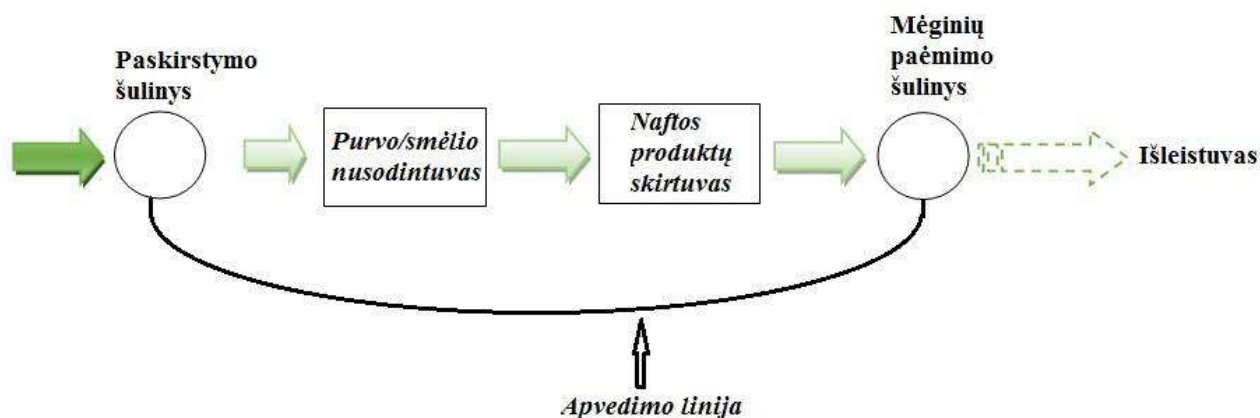 Paskirstymo
šulinys
Purvo/smėlio
nusodintuvas
Naftos
produktų
skirtuvas
Mėginių
paėmimo
šulinys
Išleistuvas
Apvedimo linija